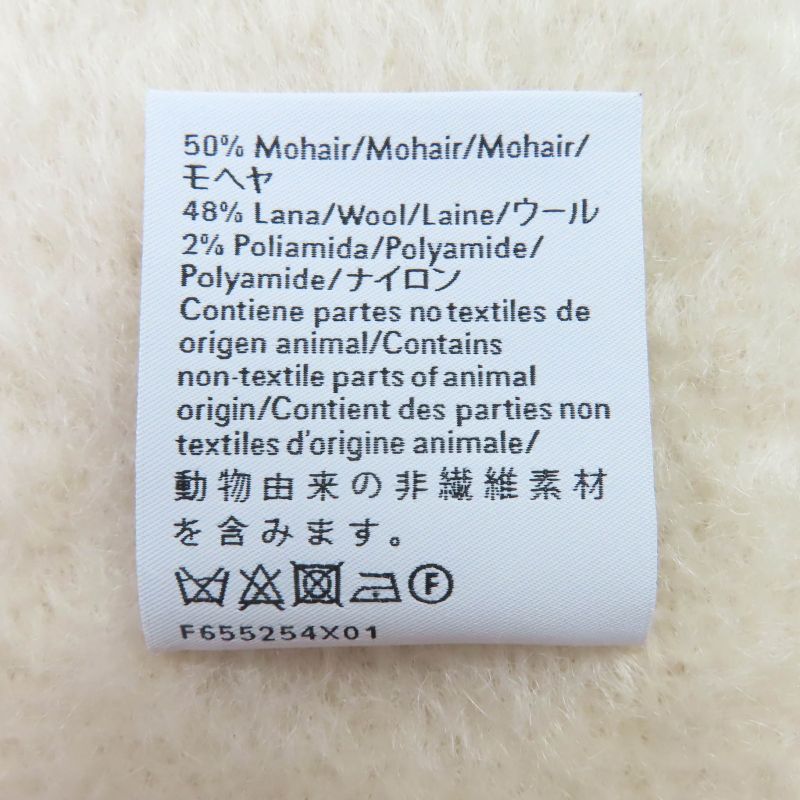 50% Mohair/Mohair/Mohair/
モヘヤ
48% Lana/Wool/Laine/ウール
2% Poliamida/Polyamide/
Polyamide/ナイロン
Contiene partes no textiles de
origen animal/Contains
non-textile parts of animal
origin/Contient des parties non
textiles d'origine animale/
動物由来の非繊維素材
を含みます。
F
F655254X01